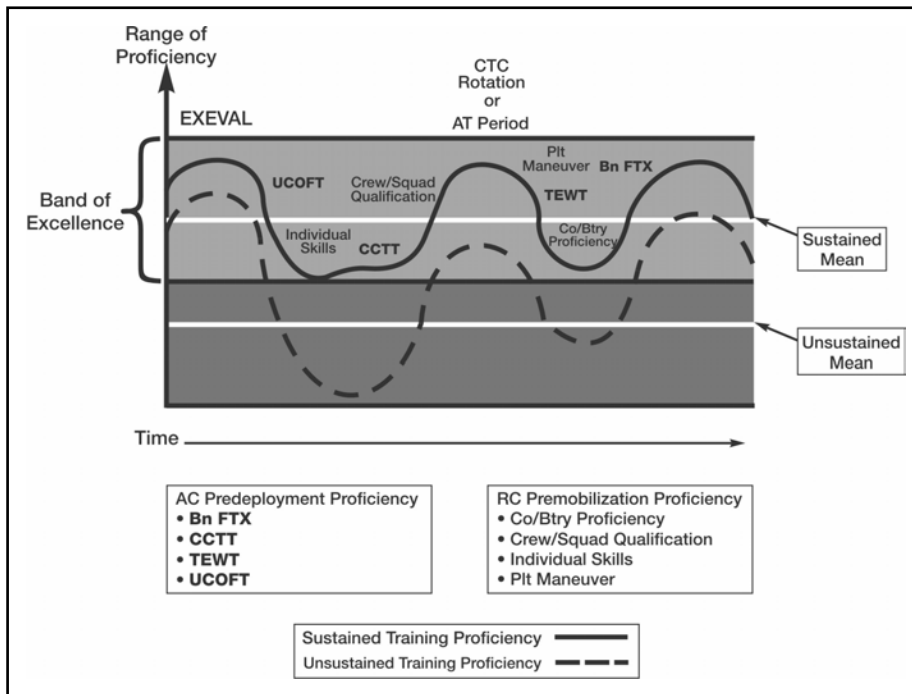 Range of
Proficiency
CTC
Rotation
or
AT Period
EXEVAL
Band of
Excellence
UCOFT
Crew/Squad
Qualification
Plt
Maneuver
Bn FTX
TEWT
Individual
Skills
CCTT
Co/Btry
Proficiency
Sustained
Mean
Unsustained
Mean
Time
AC Predeployment Proficiency
• Bn FTX
• CCTT
• TEWT
• UCOFT
RC Premobilization Proficiency
• Co/Btry Proficiency
• Crew/Squad Qualification
• Individual Skills
• Plt Maneuver
Sustained Training Proficiency
Unsustained Training Proficiency